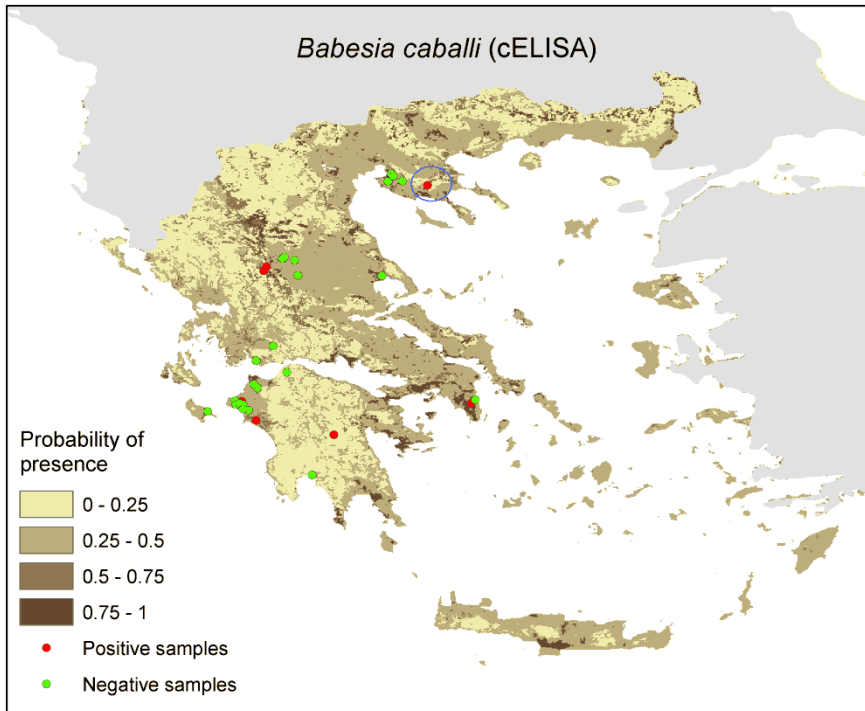 Babesia caballi (cELISA)
Probability of
presence
0 - 0.25
0.25 - 0.5
0.5 - 0.75
0.75 - 1
Positive samples
Negative samples